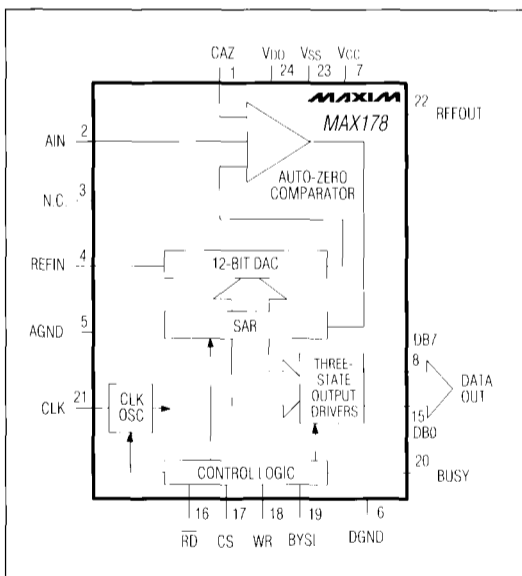 CAZ VDD VSS VCC
1 24 23 7
MAXIM
MAX178
22 RFFOUT
AIN 2
AUTO-ZERO
COMPARATOR
N.C. 3
REFIN 4
12-BIT DAC
AGND 5
SAR
DB7
8
THREE-
STATE
OUTPUT
DRIVERS
DATA
OUT
CLK 21
CLK
OSC
15
DB0
20 BUSY
CONTROL LOGIC
16 17 18 19 6
RD CS WR BYSI DGND